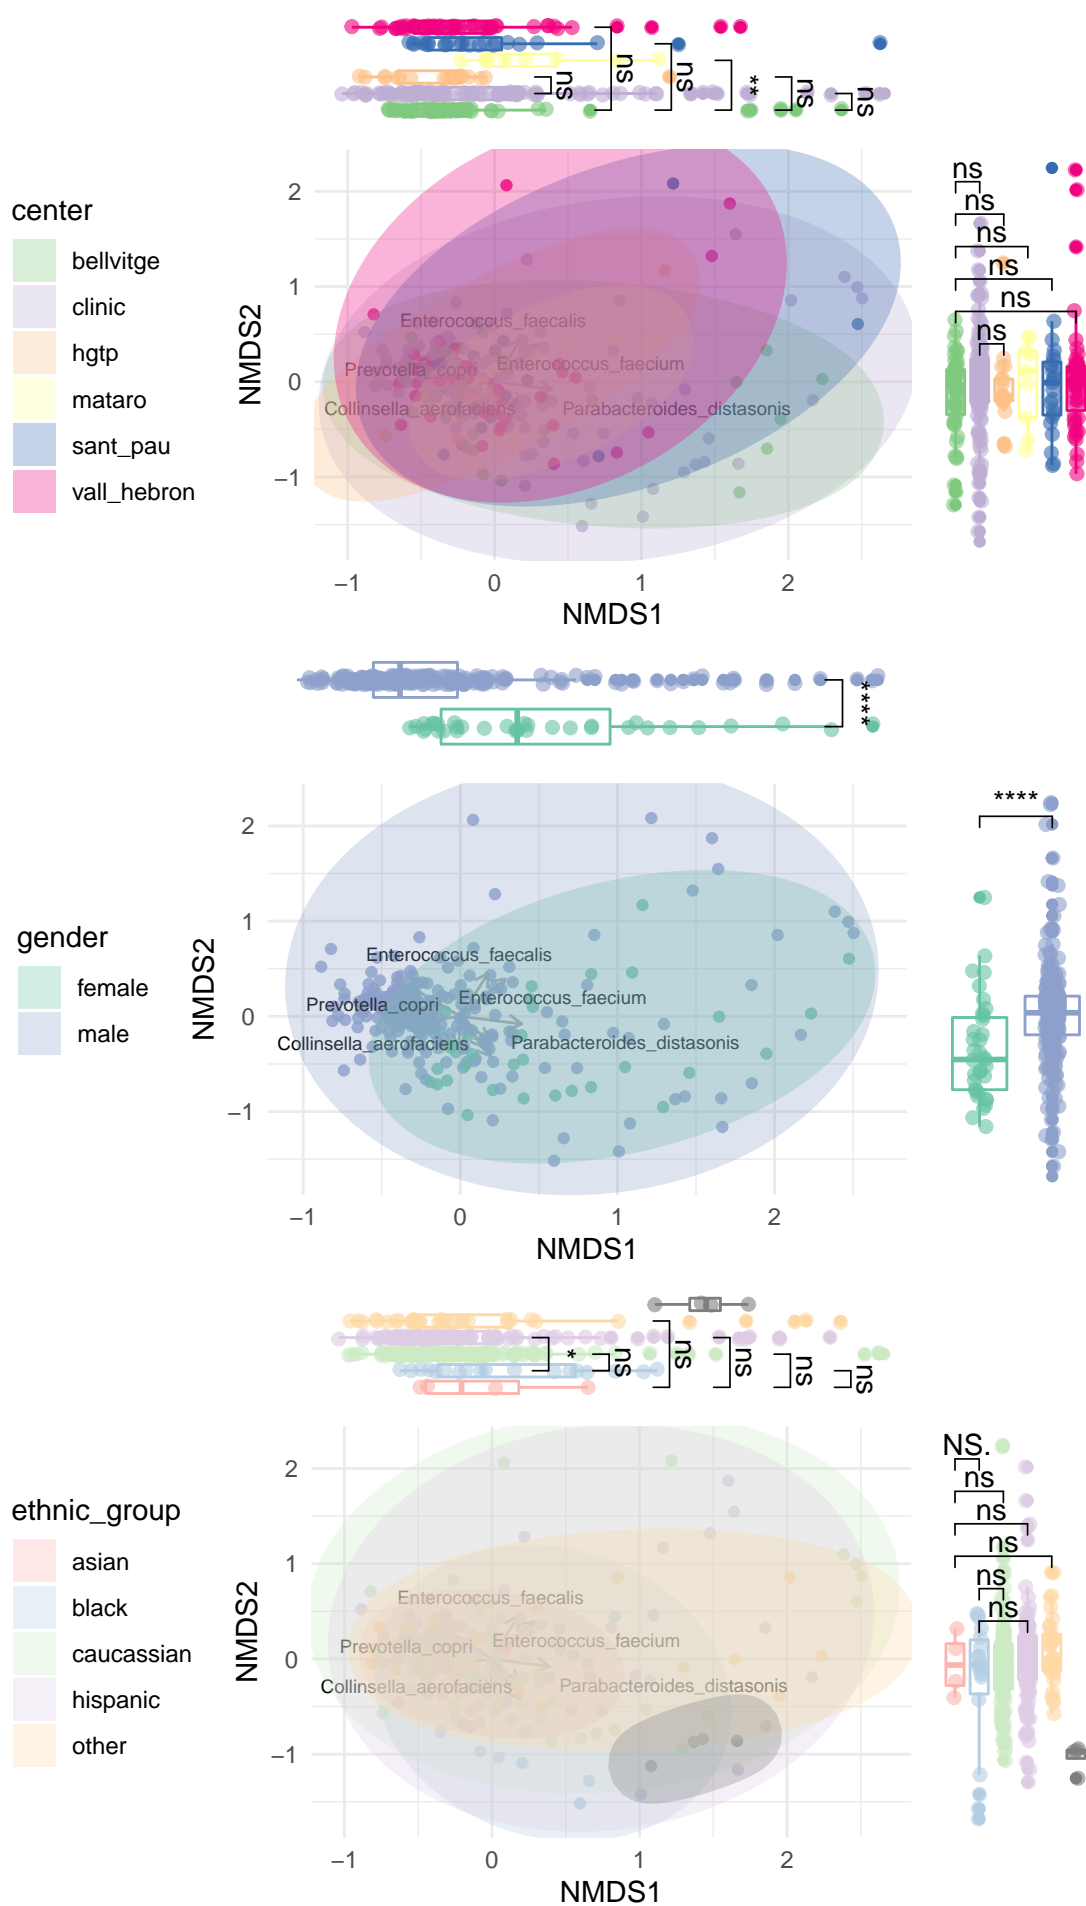 ns
ns
ns
**
ns
ns
center
bellvitge
clinic
hgtp
mataro
sant_pau
vall_hebron
NMDS2
2
1
0
−1
Enterococcus_faecalis
Enterococcus_faecium
Prevotella_copri
Collinsella_aerofaciens
Parabacteroides_distasonis
−1 0 1 2
NMDS1
ns
ns
ns
ns
ns
ns
****
gender
female
male
NMDS2
2
1
0
−1
Enterococcus_faecalis
Enterococcus_faecium
Prevotella_copri
Collinsella_aerofaciens
Parabacteroides_distasonis
−1 0 1 2
NMDS1
****
*
ns
ns
ns
ns
ns
ethnic_group
asian
black
caucassian
hispanic
other
NMDS2
2
1
0
−1
Enterococcus_faecalis
Enterococcus_faecium
Prevotella_copri
Collinsella_aerofaciens
Parabacteroides_distasonis
−1 0 1 2
NMDS1
NS.
ns
ns
ns
ns
ns